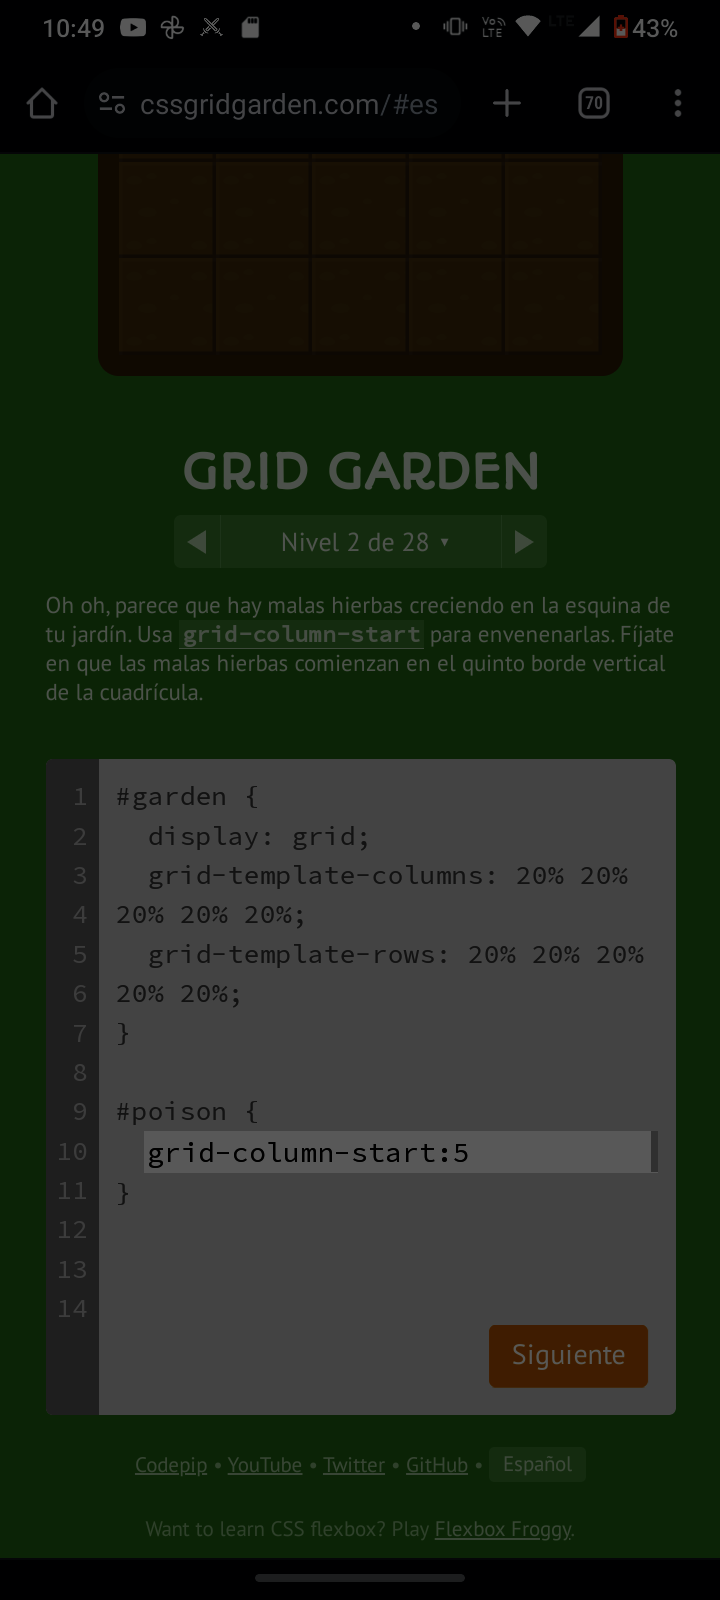 10:49 Vo) LTE LTE 43%
cssgridgarden.com/#es 70
GRID GARDEN
Nivel 2 de 28 ▾
Oh oh, parece que hay malas hierbas creciendo en la esquina de
tu jardín. Usa grid-column-start para envenenarlas. Fíjate
en que las malas hierbas comienzan en el quinto borde vertical
de la cuadrícula.
1 #garden {
2 display: grid;
3 grid-template-columns: 20% 20%
4 20% 20% 20%;
5 grid-template-rows: 20% 20% 20%
6 20% 20%;
7 }
8
9 #poison {
10 grid-column-start:5
11 }
12
13
14
Siguiente
Codepip • YouTube • Twitter • GitHub • Español
Want to learn CSS flexbox? Play Flexbox Froggy.